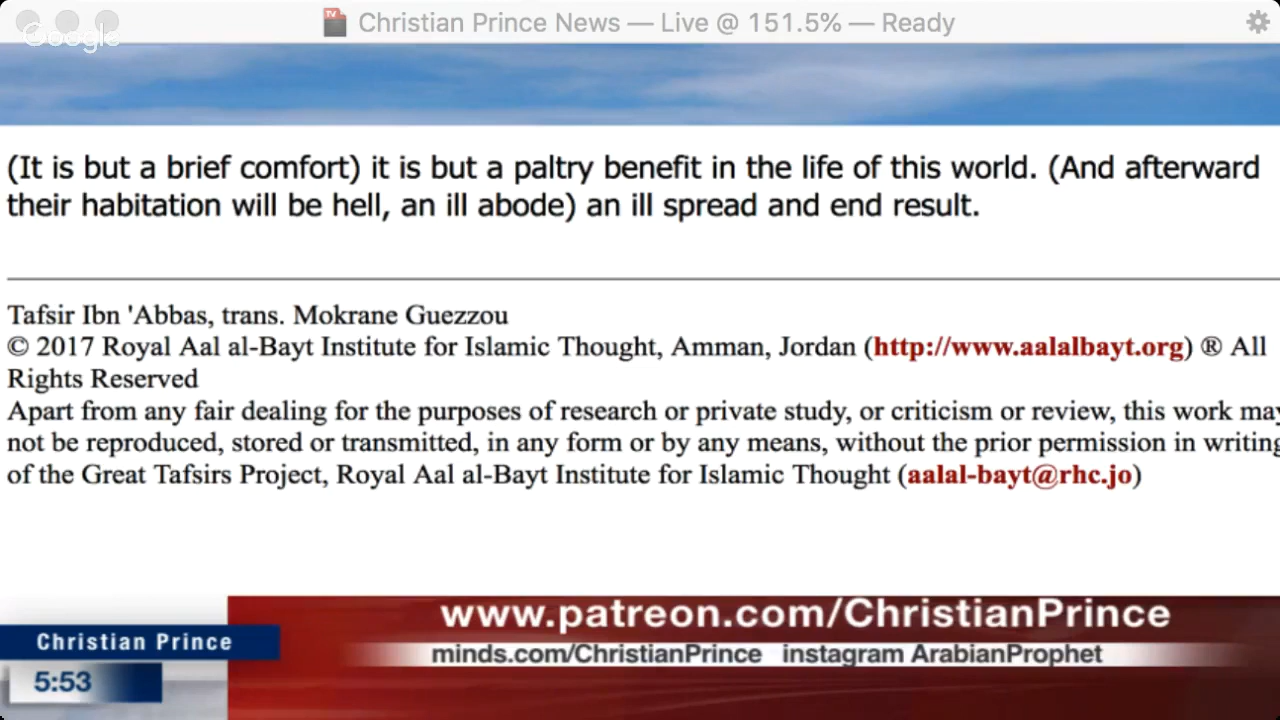 Christian Prince News — Live @ 151.5% — Ready
Google
TV
(It is but a brief comfort) it is but a paltry benefit in the life of this world. (And afterward
their habitation will be hell, an ill abode) an ill spread and end result.
Tafsir Ibn 'Abbas, trans. Mokrane Guezzou
© 2017 Royal Aal al-Bayt Institute for Islamic Thought, Amman, Jordan (http://www.aalalbayt.org) ® All
Rights Reserved
Apart from any fair dealing for the purposes of research or private study, or criticism or review, this work may
not be reproduced, stored or transmitted, in any form or by any means, without the prior permission in writing
of the Great Tafsirs Project, Royal Aal al-Bayt Institute for Islamic Thought (aalal-bayt@rhc.jo)
www.patreon.com/ChristianPrince
Christian Prince
minds.com/ChristianPrince instagram ArabianProphet
5:53